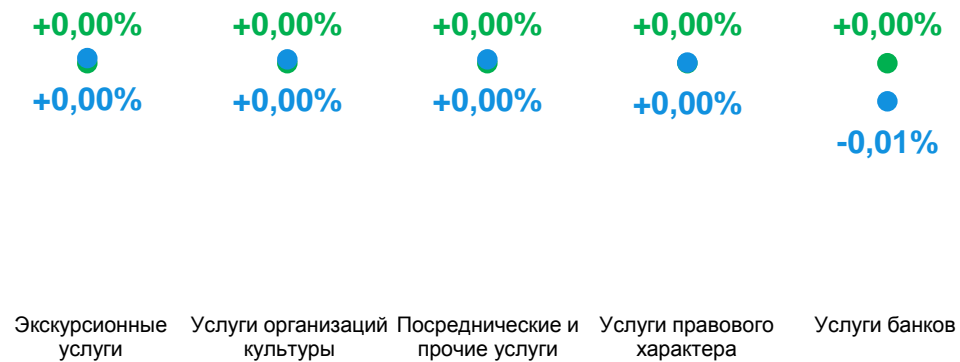 +0,00% +0,00% +0,00% +0,00% +0,00%
+0,00% +0,00% +0,00% +0,00%
-0,01%
Экскурсионные услуги
Услуги организаций культуры
Посреднические и прочие услуги
Услуги правового характера
Услуги банков